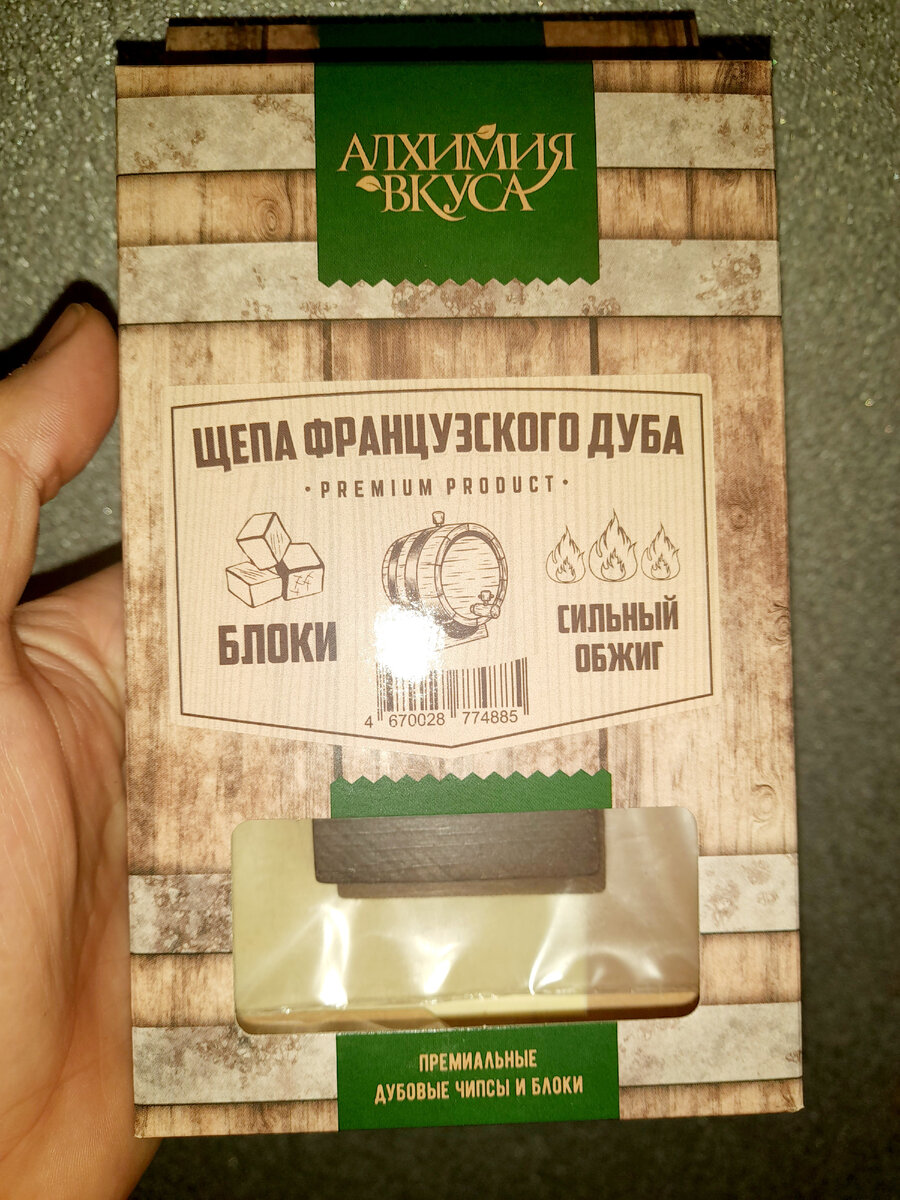 АЛХИМИЯ
ВКУСА
ЩЕПА ФРАНЦУЗСКОГО ДУБА
· PREMIUM PRODUCT ·
БЛОКИ
СИЛЬНЫЙ
ОБЖИГ
4 670028 774885
ПРЕМИАЛЬНЫЕ
ДУБОВЫЕ ЧИПСЫ И БЛОКИ